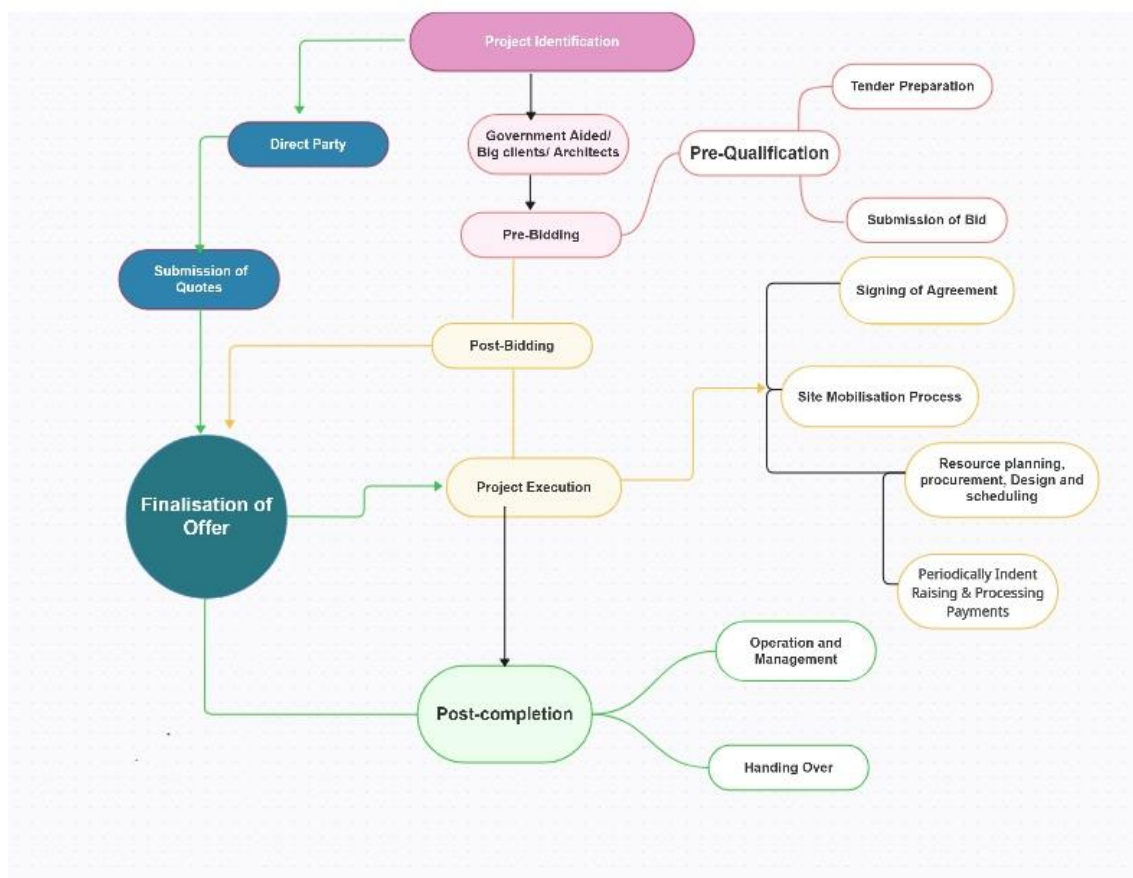 Project Identification
Tender Preparation
Government Aided/
Big clients/ Architects
Direct Party
Pre-Qualification
Submission of Bid
Pre-Bidding
Submission of
Quotes
Signing of Agreement
Post-Bidding
Site Mobilisation Process
Resource planning,
procurement, Design and
scheduling
Project Execution
Finalisation of
Offer
Periodically Indent
Raising & Processing
Payments
Operation and
Management
Post-completion
Handing Over